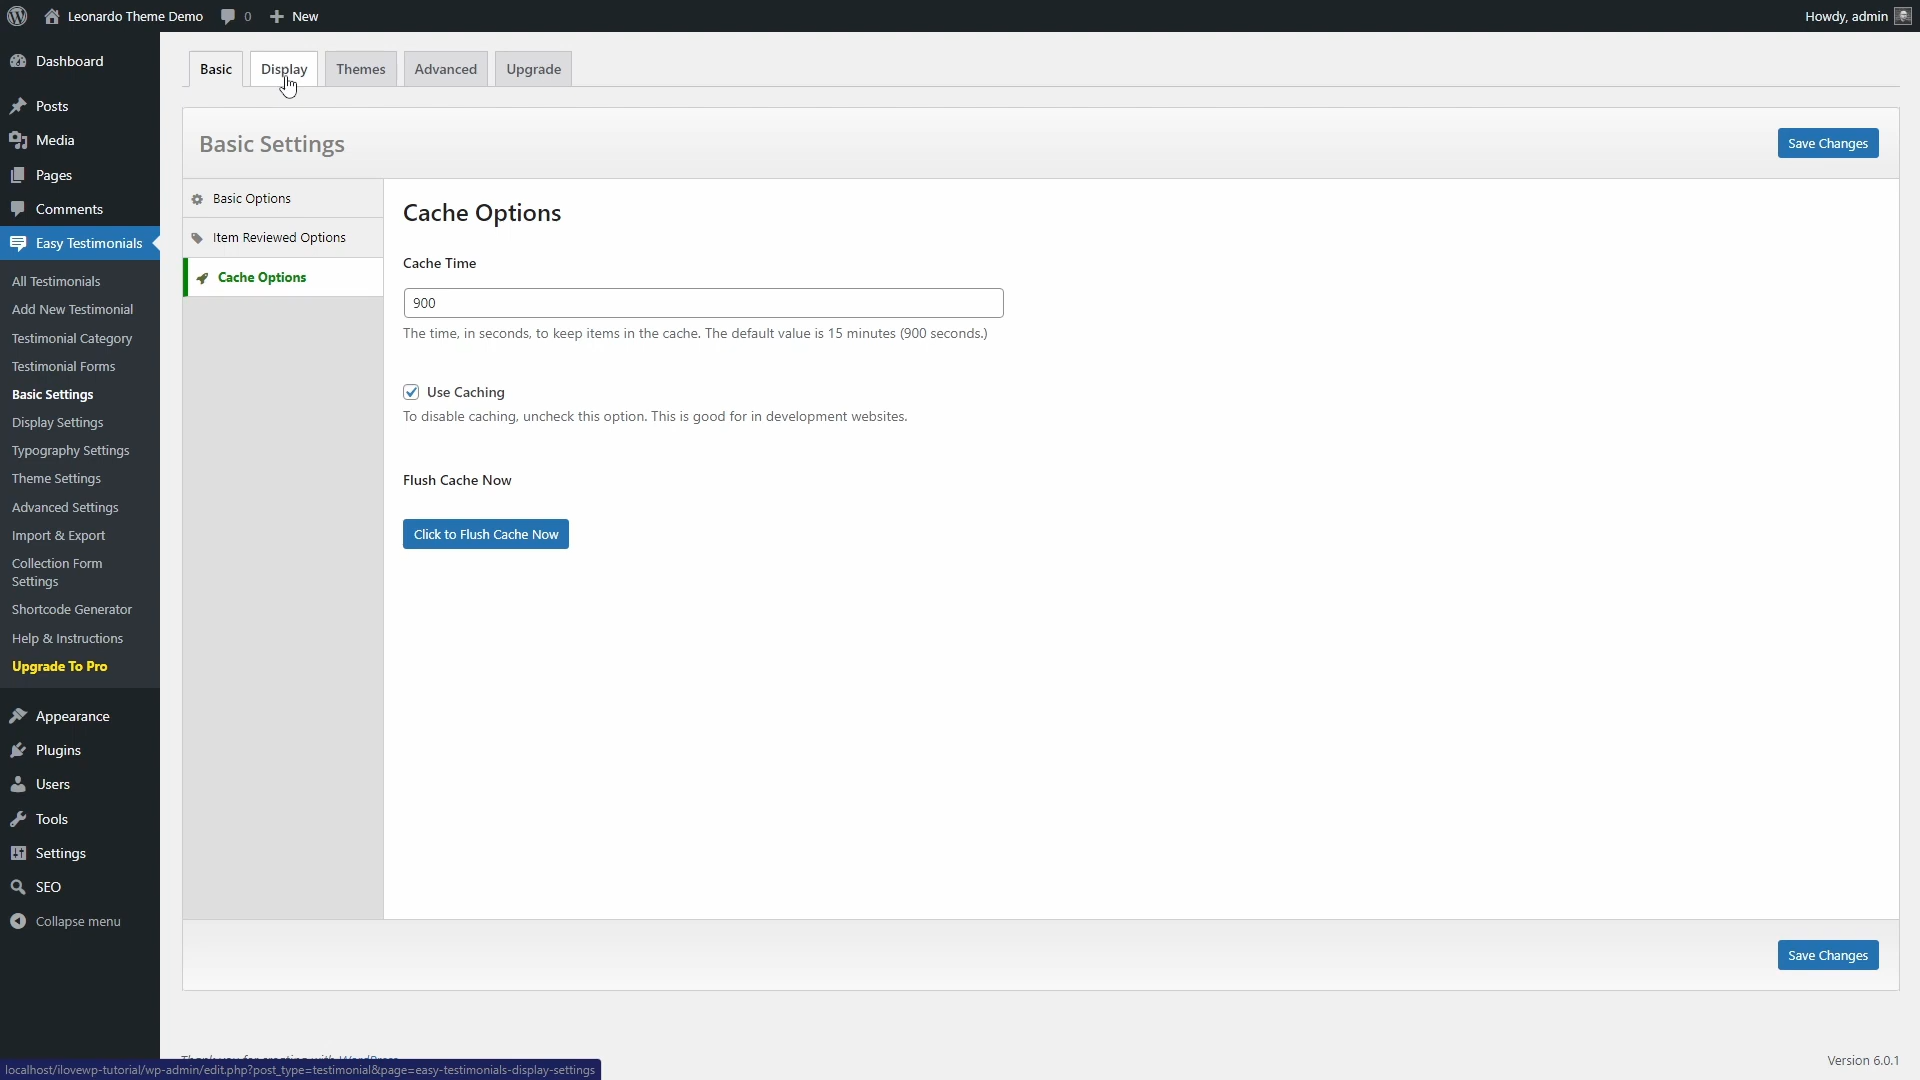 Leonardo Theme Demo
0
New
Howdy, admin
Dashboard
Posts
Media
Pages
Comments
Easy Testimonials
All Testimonials
Add New Testimonial
Testimonial Category
Testimonial Forms
Basic Settings
Display Settings
Typography Settings
Theme Settings
Advanced Settings
Import & Export
Collection Form
Settings
Shortcode Generator
Help & Instructions
Upgrade To Pro
Appearance
Plugins
Users
Tools
Settings
SEO
Collapse menu
Basic
Display
Themes
Advanced
Upgrade
Basic Settings
Save Changes
Basic Options
Item Reviewed Options
Cache Options
Cache Options
Cache Time
900
The time, in seconds, to keep items in the cache. The default value is 15 minutes (900 seconds.)
Use Caching
To disable caching, uncheck this option. This is good for in development websites.
Flush Cache Now
Click to Flush Cache Now
Save Changes
Thank you for creating with WordPress
Version 6.0.1
localhost/ilovewp-tutorial/wp-admin/edit.php?post_type=testimonial&page=easy-testimonials-display-settings